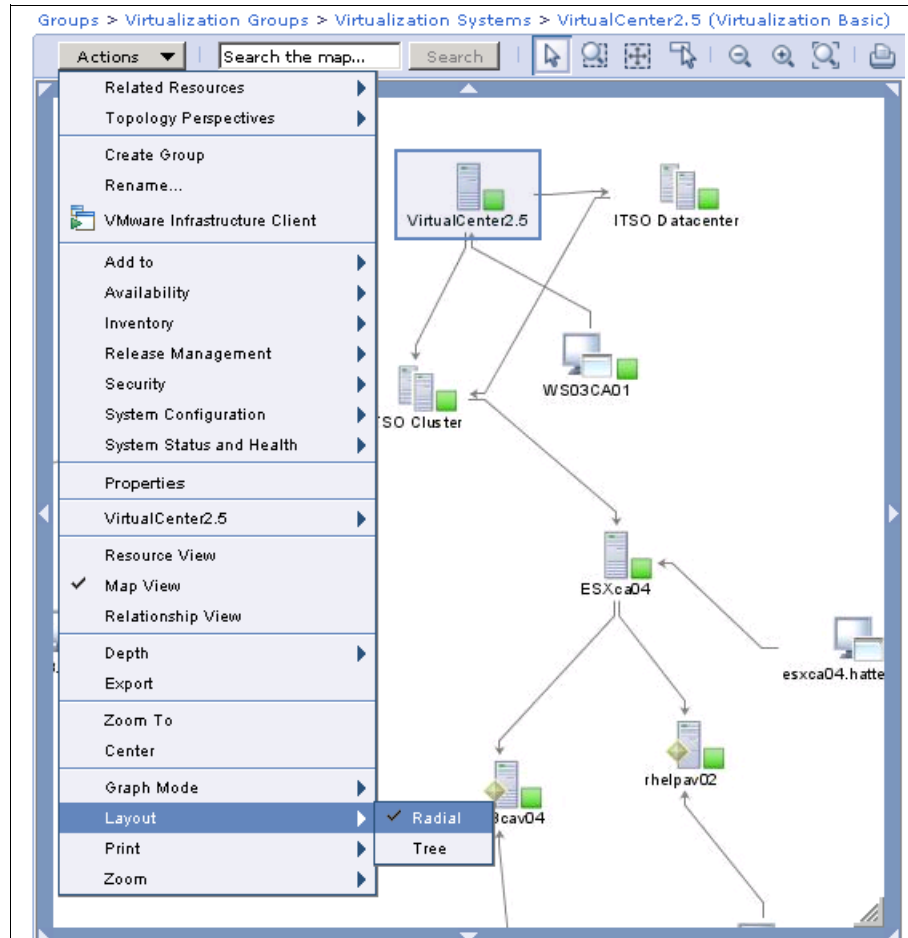 Groups > Virtualization Groups > Virtualization Systems > VirtualCenter2.5 (Virtualization Basic)
Actions
Search the map...
Search
Related Resources
Topology Perspectives
Create Group
Rename...
VMware Infrastructure Client
Add to
Availability
Inventory
Release Management
Security
System Configuration
System Status and Health
Properties
VirtualCenter2.5
Resource View
Map View
Relationship View
Depth
Export
Zoom To
Center
Graph Mode
Layout
Print
Zoom
Radial
Tree
VirtualCenter2.5
ITSO Datacenter
WS03CA01
TSO Cluster
ESXca04
esxca04.hatte
rhelpav02
3cav04